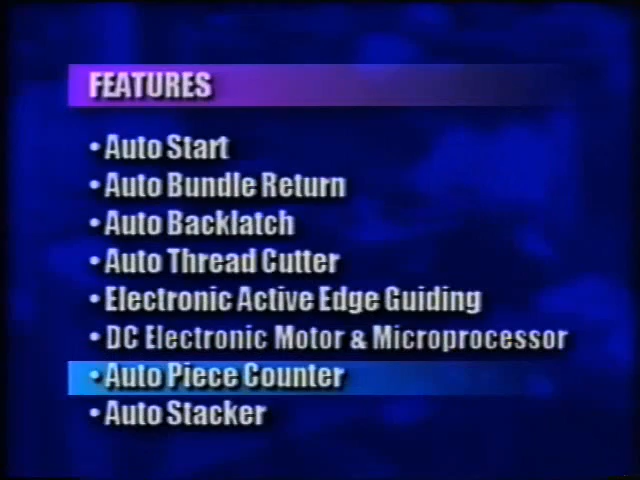 FEATURES
• Auto Start
• Auto Bundle Return
• Auto Backlatch
• Auto Thread Cutter
• Electronic Active Edge Guiding
• DC Electronic Motor & Microprocessor
• Auto Piece Counter
• Auto Stacker